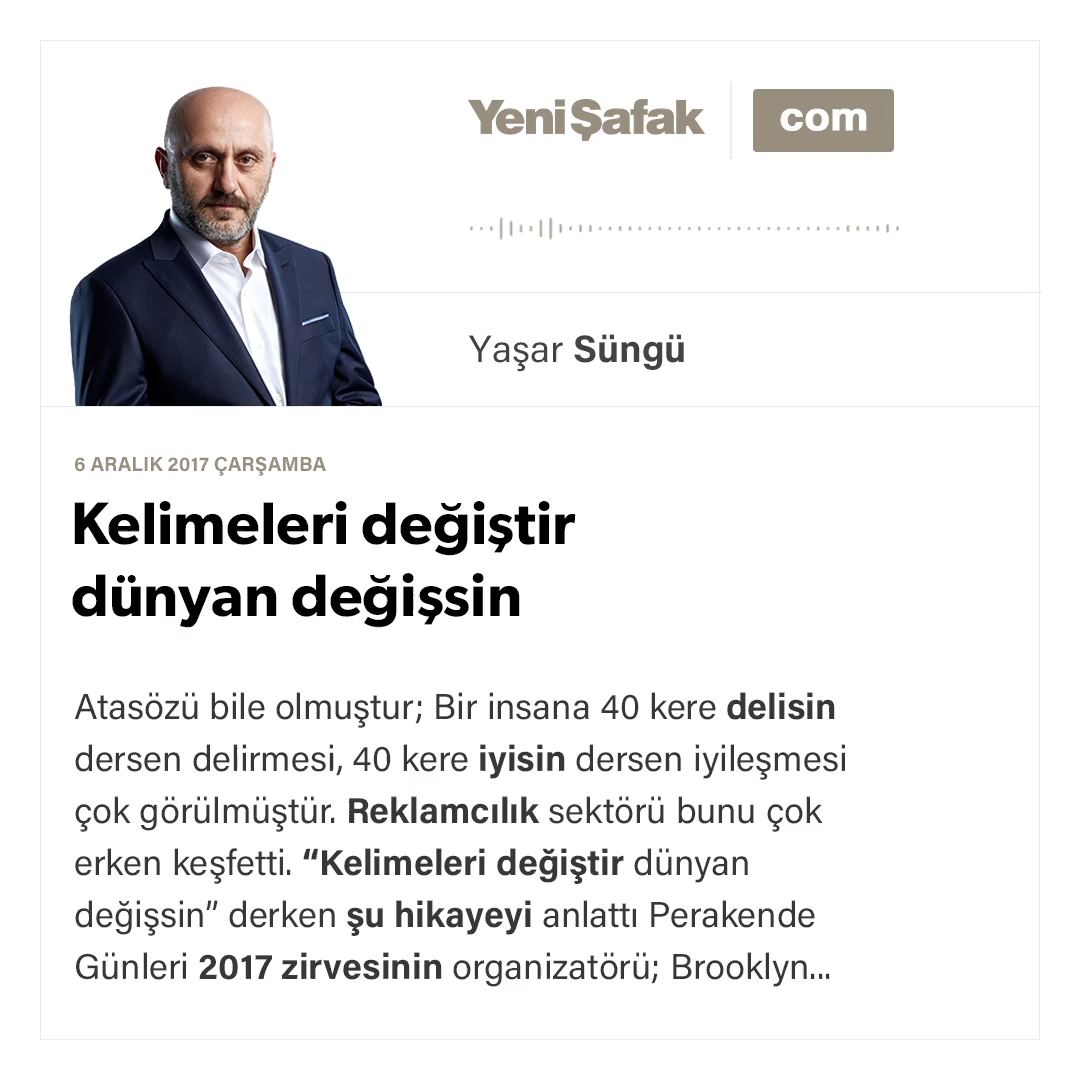 YeniŞafak com
Yaşar Süngü
6 ARALIK 2017 ÇARŞAMBA
Kelimeleri değiştir
dünyan değişsin
Atasözü bile olmuştur; Bir insana 40 kere delisin
dersen delirmesi, 40 kere iyisin dersen iyileşmesi
çok görülmüştür. Reklamcılık sektörü bunu çok
erken keşfetti. “Kelimeleri değiştir dünyan
değişsin” derken şu hikayeyi anlattı Perakende
Günleri 2017 zirvesinin organizatörü; Brooklyn...